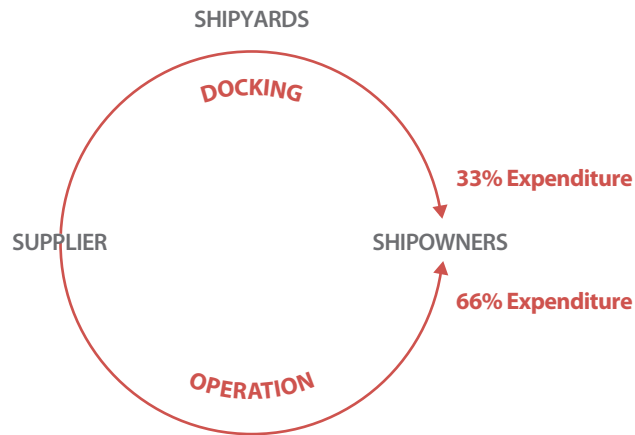 SHIPYARDS
DOCKING
33% Expenditure
SUPPLIER
SHIPOWNERS
66% Expenditure
OPERATION